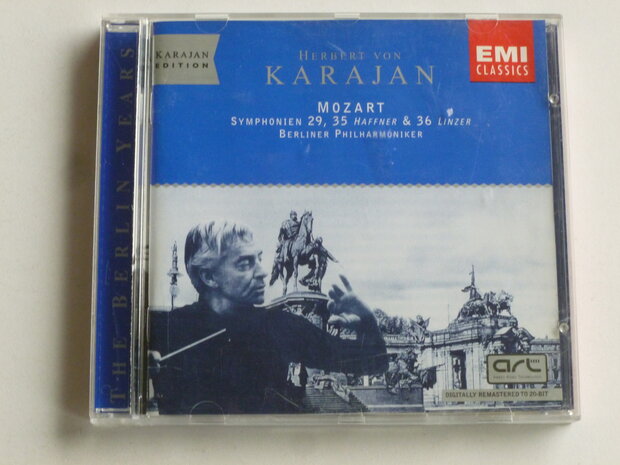 KARAJAN
EDITION
HERBERT VON
KARAJAN
EMI
CLASSICS
MOZART
SYMPHONIEN 29, 35 HAFFNER & 36 LINZER
BERLINER PHILHARMONIKER
THE BERLIN YEARS
art
DIGITALLY REMASTERED TO 20-BIT